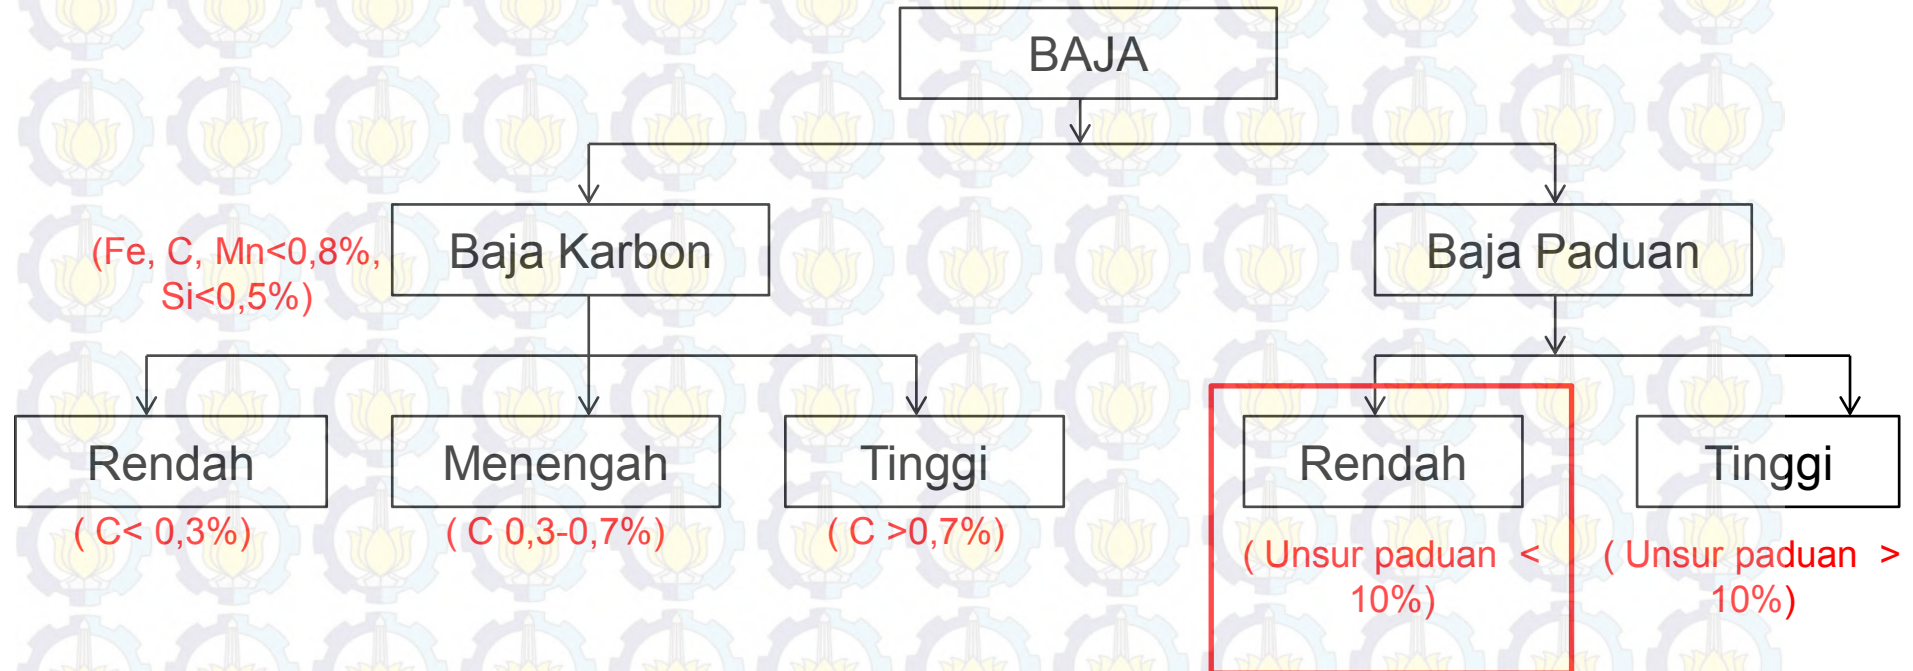 BAJA
(Fe, C, Mn<0,8%,
Si<0,5%)
Baja Karbon
Baja Paduan
Rendah
Menengah
Tinggi
Rendah
Tinggi
( C< 0,3%)
( C 0,3-0,7%)
( C >0,7%)
( Unsur paduan <
10%)
( Unsur paduan >
10%)